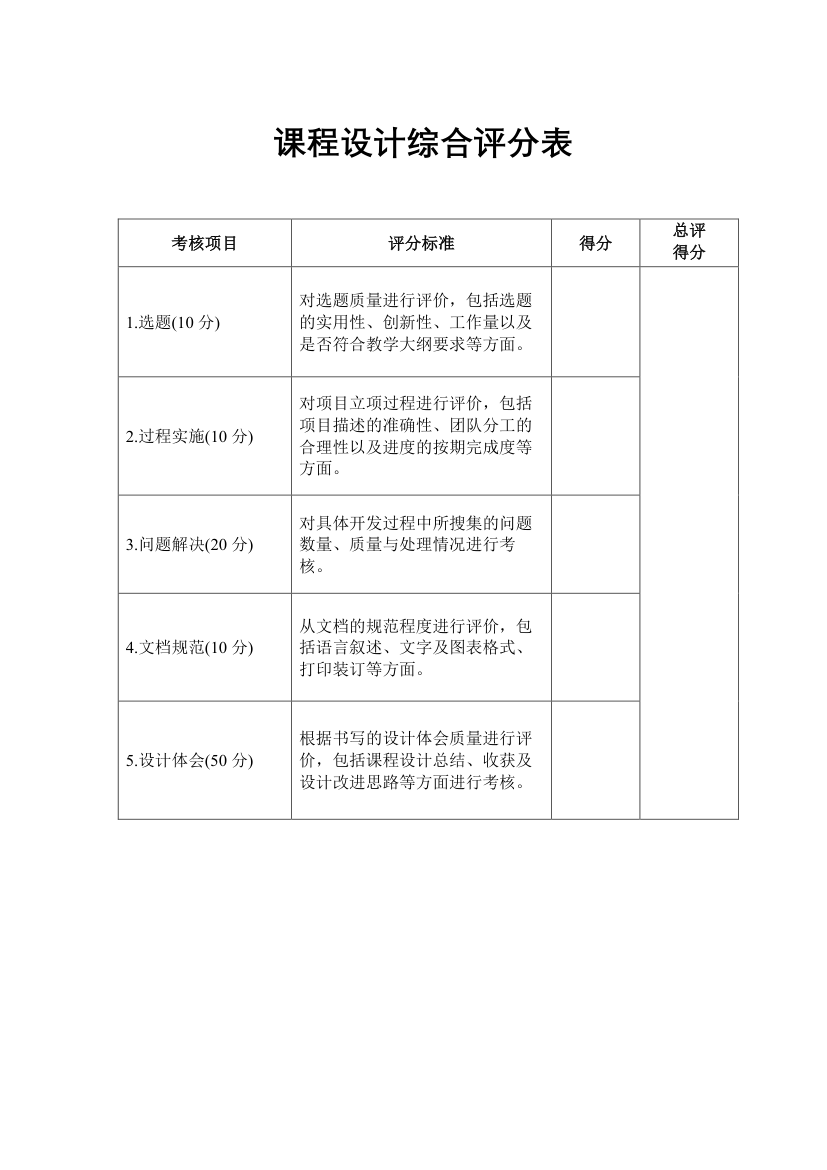 课程设计综合评分表
考核项目
评分标准
得分
总评
得分
1.选题(10 分)
对选题质量进行评价，包括选题
的实用性、创新性、工作量以及
是否符合教学大纲要求等方面。
2.过程实施(10 分)
对项目立项过程进行评价，包括
项目描述的准确性、团队分工的
合理性以及进度的按期完成度等
方面。
3.问题解决(20 分)
对具体开发过程中所搜集的问题
数量、质量与处理情况进行考
核。
4.文档规范(10 分)
从文档的规范程度进行评价，包
括语言叙述、文字及图表格式、
打印装订等方面。
5.设计体会(50 分)
根据书写的设计体会质量进行评
价，包括课程设计总结、收获及
设计改进思路等方面进行考核。